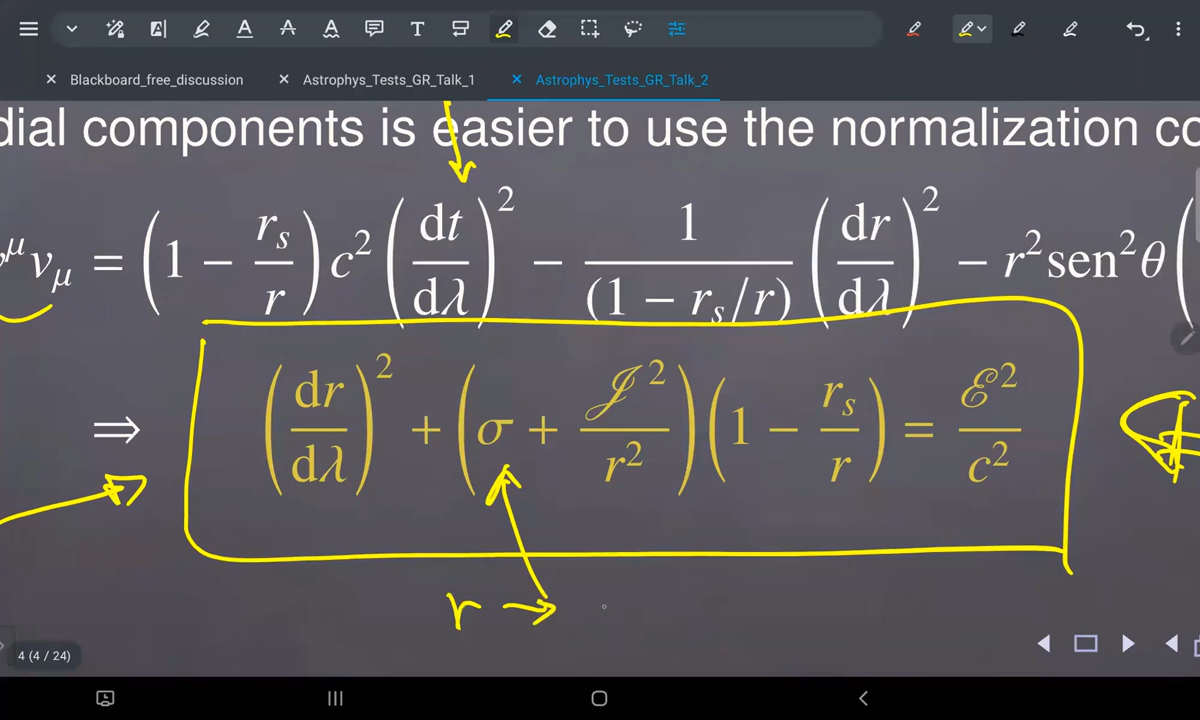 Blackboard_free_discussion Astrophys_Tests_GR_Talk_1 Astrophys_Tests_GR_Talk_2
dial components is easier to use the normalization co
v^μ v_μ = (1 − r_s/r) c² (dt/dλ)² − 1/(1 − r_s/r) (dr/dλ)² − r² sen²θ (
⇒ (dr/dλ)² + (σ + 𝒥²/r²)(1 − r_s/r) = ℰ²/c²
r →
4 (4 / 24)